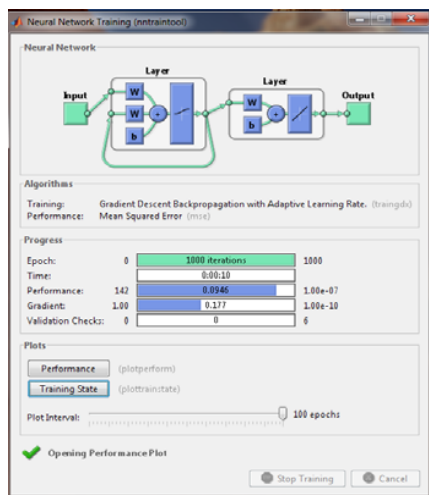 Neural Network Training (nntraintool)
Neural Network
Layer
Layer
Input
Output
W
W
b
+
W
b
+
Algorithms
Training: Gradient Descent Backpropagation with Adaptive Learning Rate. (traingdx)
Performance: Mean Squared Error (mse)
Progress
Epoch: 0 1000 iterations 1000
Time: 0:00:10
Performance: 142 0.0946 1.00e-07
Gradient: 1.00 0.177 1.00e-10
Validation Checks: 0 0 6
Plots
Performance (plotperform)
Training State (plottrainstate)
Plot Interval: 100 epochs
Opening Performance Plot
Stop Training Cancel